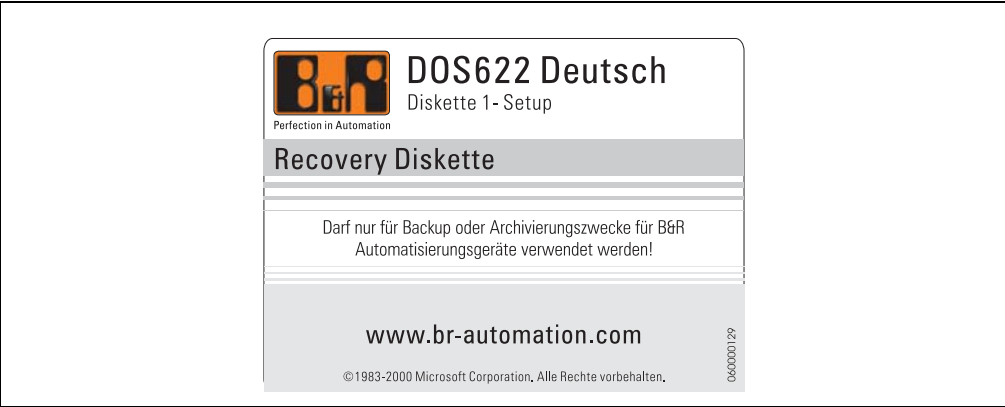 B&R
Perfection in Automation
DOS622 Deutsch
Diskette 1- Setup
Recovery Diskette
Darf nur für Backup oder Archivierungszwecke für B&R
Automatisierungsgeräte verwendet werden!
www.br-automation.com
©1983-2000 Microsoft Corporation. Alle Rechte vorbehalten.
060000129